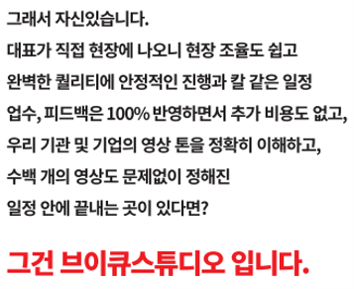 그래서 자신있습니다.
대표가 직접 현장에 나오니 현장 조율도 쉽고
완벽한 퀄리티에 안정적인 진행과 칼 같은 일정
업수, 피드백은 100% 반영하면서 추가 비용도 없고,
우리 기관 및 기업의 영상 톤을 정확히 이해하고,
수백 개의 영상도 문제없이 정해진
일정 안에 끝내는 곳이 있다면?
그건 브이큐스튜디오 입니다.